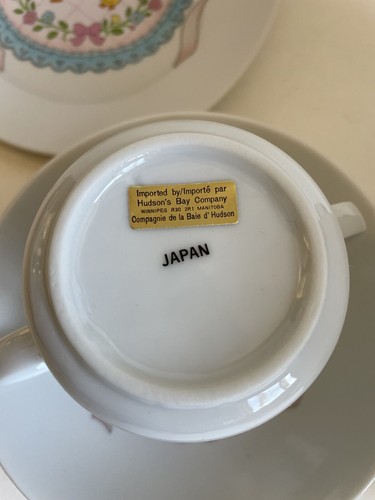 Imported by/Importé par
Hudson's Bay Company
WINNIPEG R3C 2R1 MANITOBA
Compagnie de la Baie d'Hudson
JAPAN